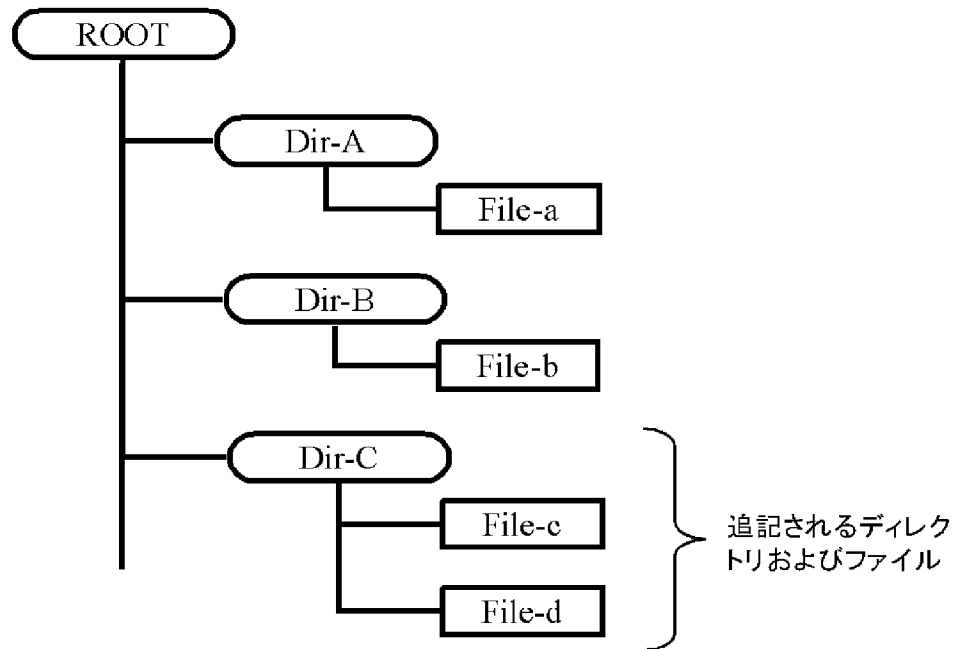 ROOT
Dir-A
File-a
Dir-B
File-b
Dir-C
File-c
File-d
追記されるディレク
トリおよびファイル